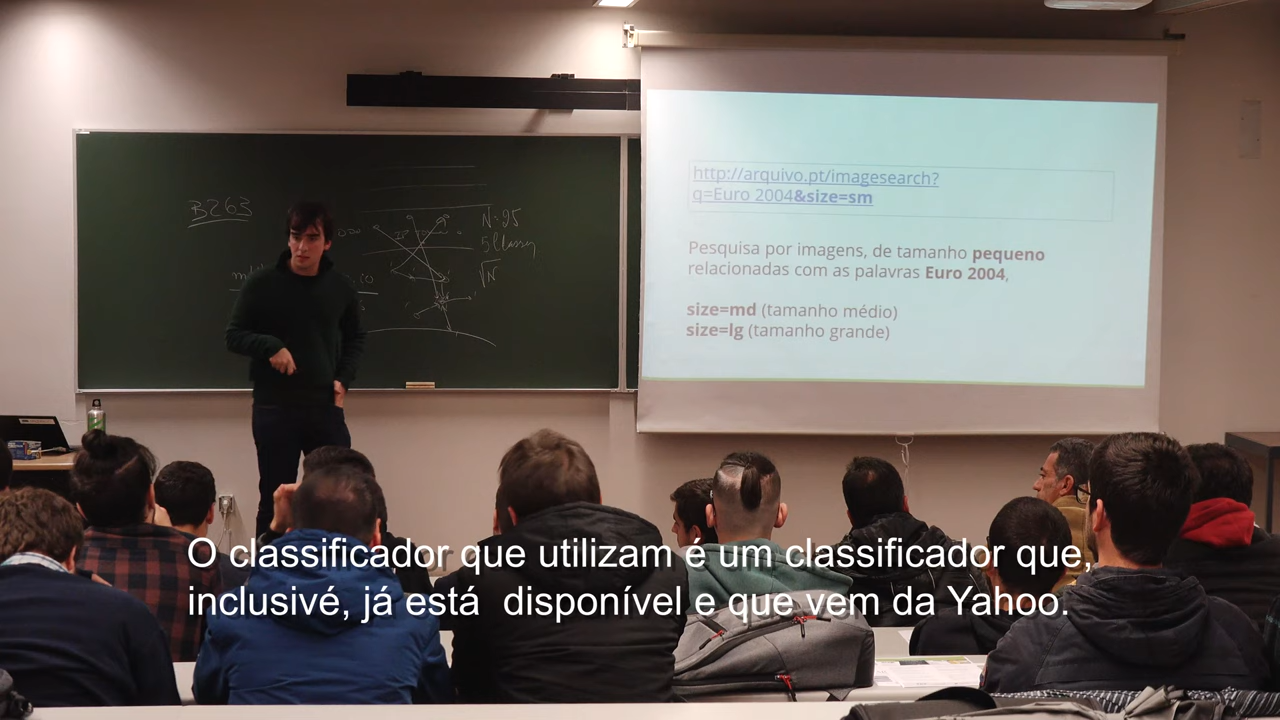 B263
N=95
5 Classes
√N
http://arquivo.pt/imagesearch?
q=Euro 2004&size=sm
Pesquisa por imagens, de tamanho pequeno
relacionadas com as palavras Euro 2004,
size=md (tamanho médio)
size=lg (tamanho grande)
O classificador que utilizam é um classificador que,
inclusivé, já está  disponível e que vem da Yahoo.